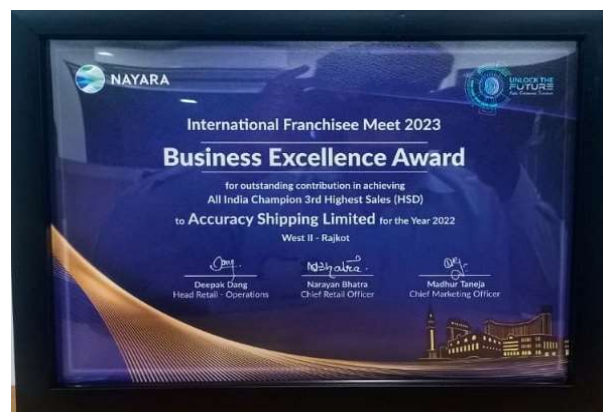 NAYARA
UNLOCK THE
FUTURE
International Franchisee Meet 2023
Business Excellence Award
for outstanding contribution in achieving
All India Champion 3rd Highest Sales (HSD)
to Accuracy Shipping Limited for the Year 2022
West II - Rajkot
Deepak Dang
Head Retail - Operations
Narayan Bhatra
Chief Retail Officer
Madhur Taneja
Chief Marketing Officer